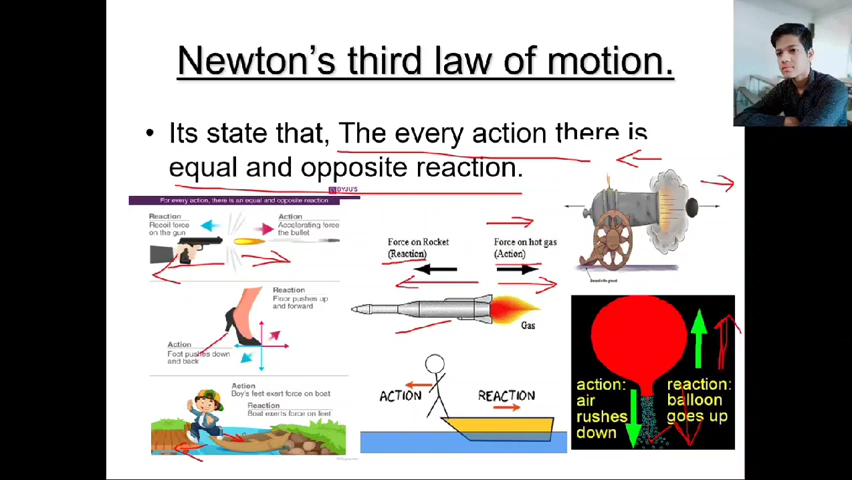 Newton's third law of motion.
• Its state that, The every action there is
equal and opposite reaction.
BYJU'S
For every action, there is an equal and opposite reaction
Reaction
Recoil force
on the gun
Action
Accelerating force
the bullet
Reaction
Floor pushes up
and forward
Action
Foot pushes down
and back
Action
Boy's feet exert force on boat
Reaction
Boat exerts force on feet
Force on Rocket
(Reaction)
Force on hot gas
(Action)
Gas
ACTION
REACTION
action:
air
rushes
down
reaction:
balloon
goes up